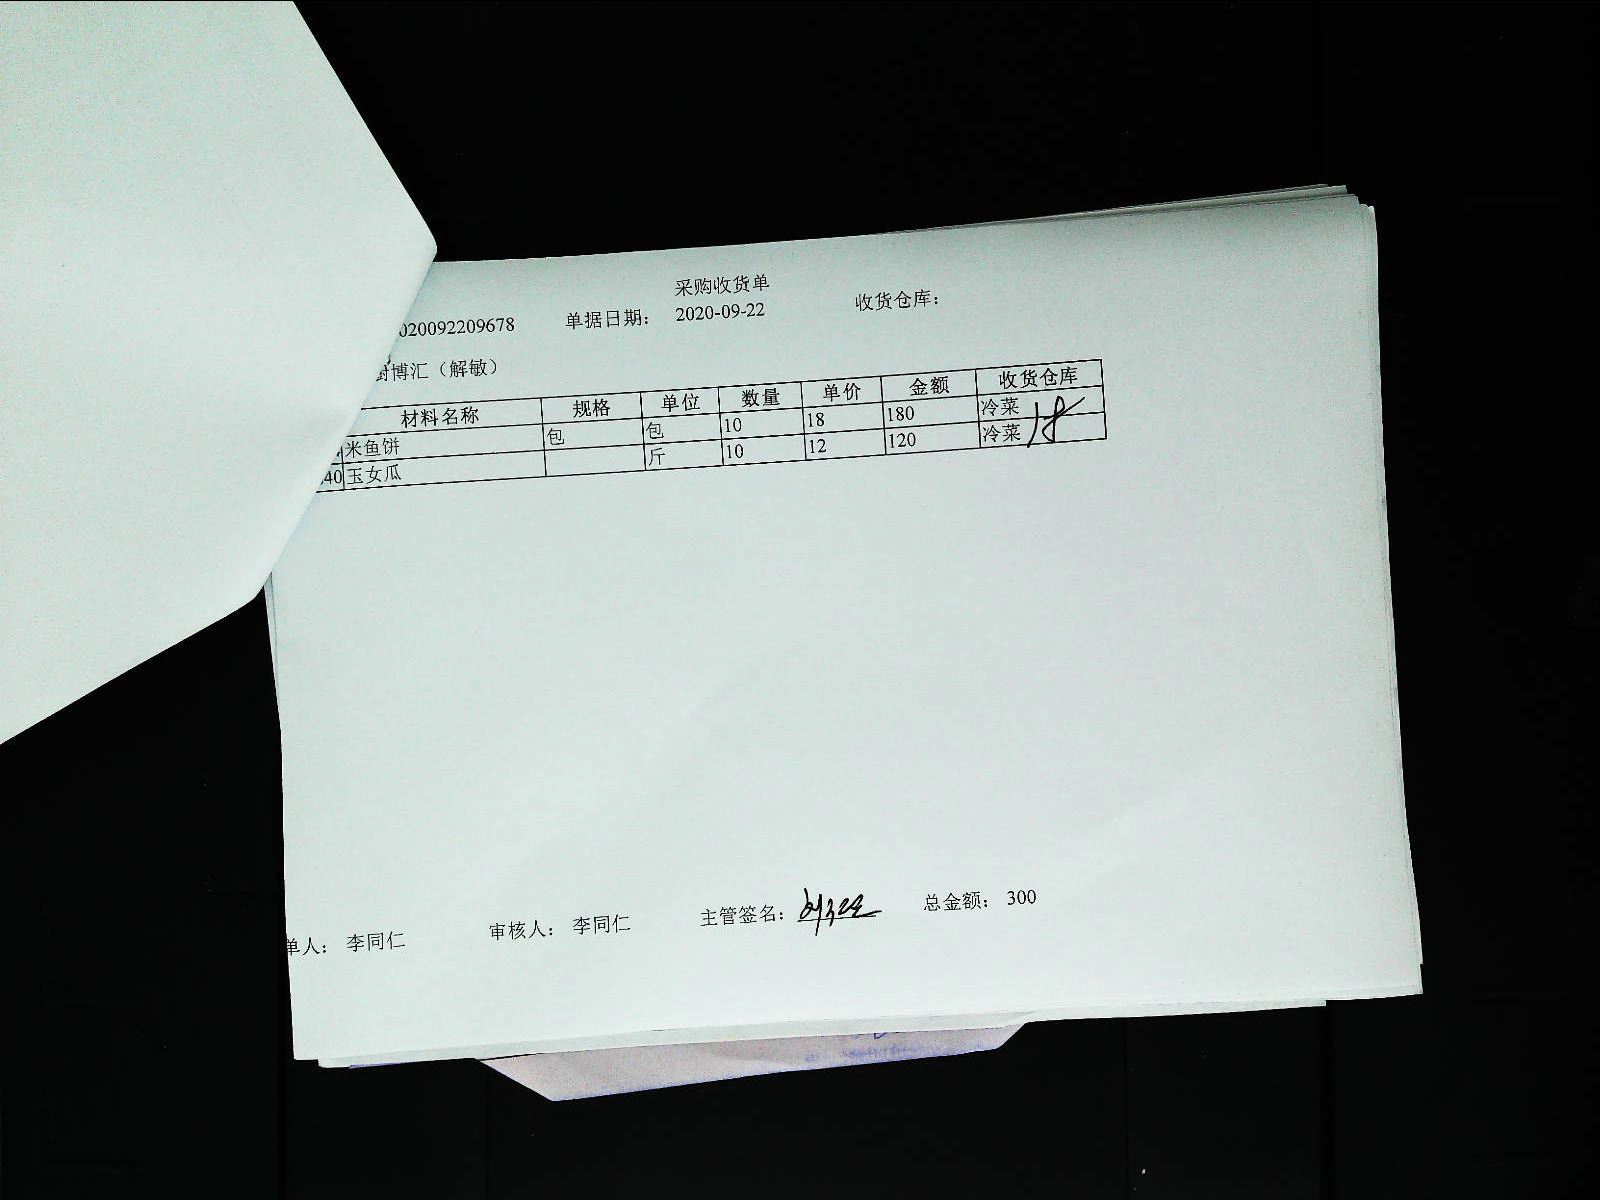 采购收货单
020092209678 单据日期： 2020-09-22 收货仓库：
厨博汇（解敏）
材料名称 规格 单位 数量 单价 金额 收货仓库
米鱼饼 包 包 10 18 180 冷菜
40 玉女瓜 斤 10 12 120 冷菜
单人： 李同仁 审核人： 李同仁 主管签名： 总金额： 300